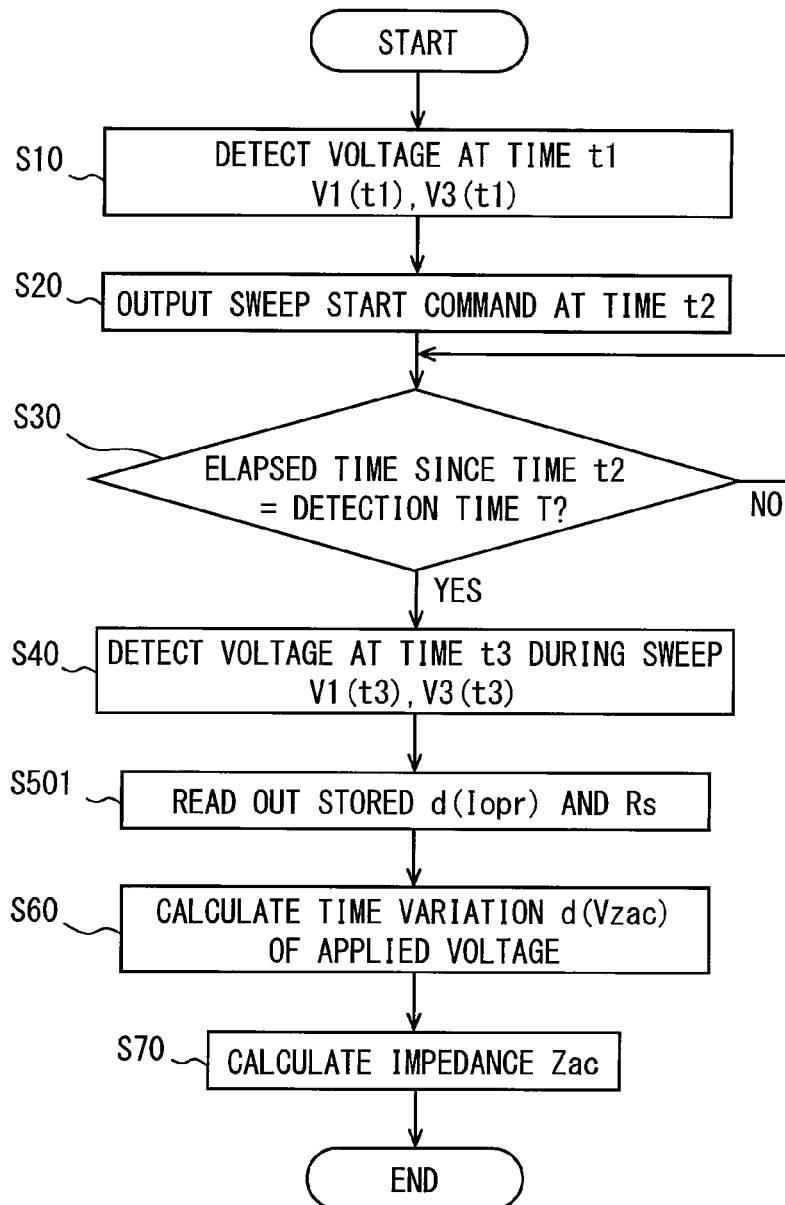 START
S10
DETECT VOLTAGE AT TIME t1
V1(t1), V3(t1)
S20
OUTPUT SWEEP START COMMAND AT TIME t2
S30
ELAPSED TIME SINCE TIME t2
= DETECTION TIME T?
NO
YES
S40
DETECT VOLTAGE AT TIME t3 DURING SWEEP
V1(t3), V3(t3)
S501
READ OUT STORED d(Iopr) AND Rs
S60
CALCULATE TIME VARIATION d(Vzac)
OF APPLIED VOLTAGE
S70
CALCULATE IMPEDANCE Zac
END